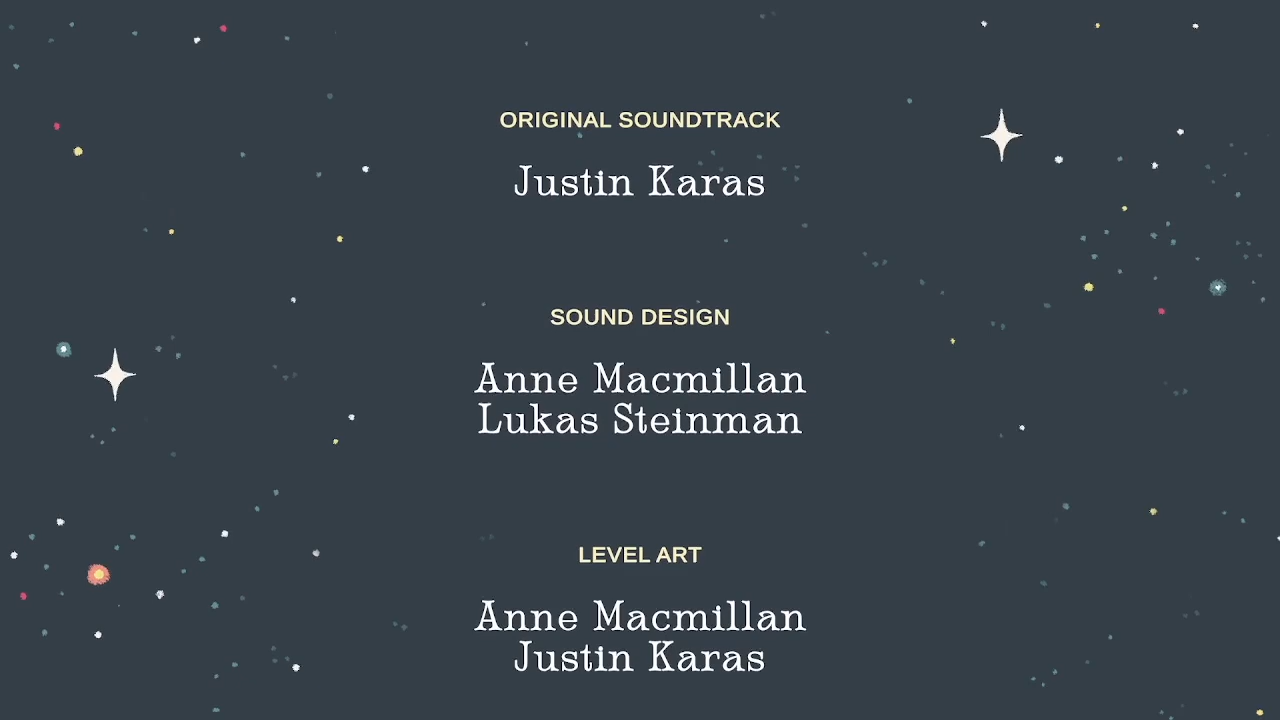 ORIGINAL SOUNDTRACK
Justin Karas
SOUND DESIGN
Anne Macmillan
Lukas Steinman
LEVEL ART
Anne Macmillan
Justin Karas